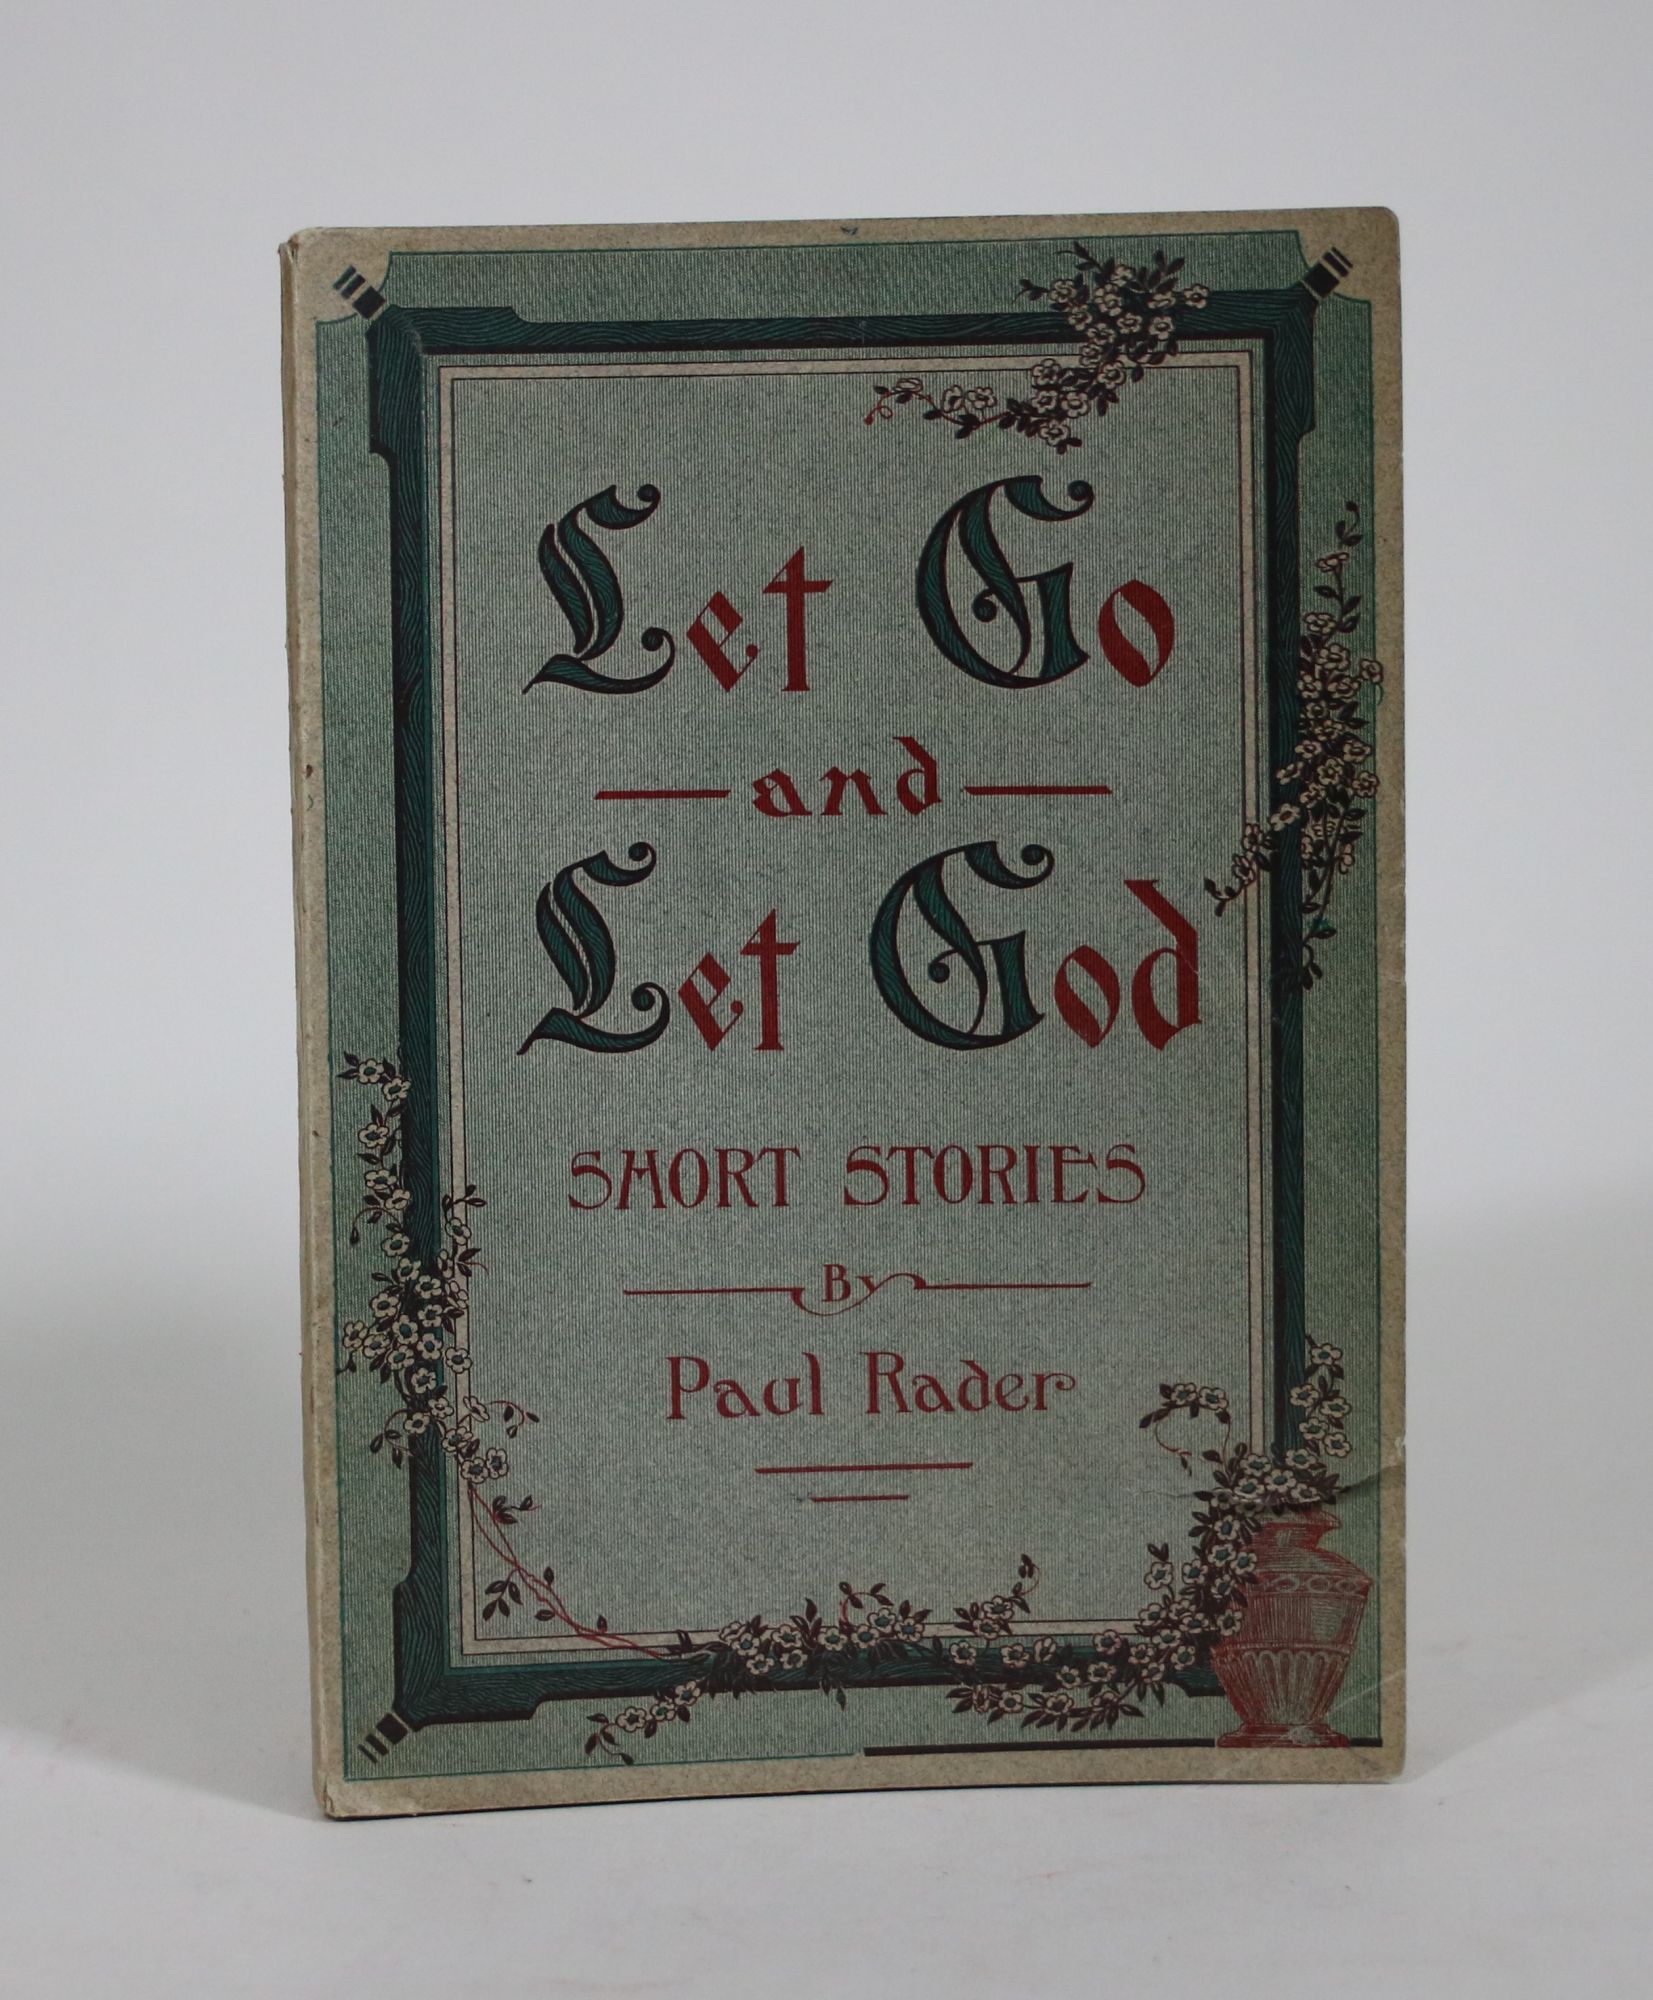 Let Go
and
Let God
SHORT STORIES
By
Paul Rader